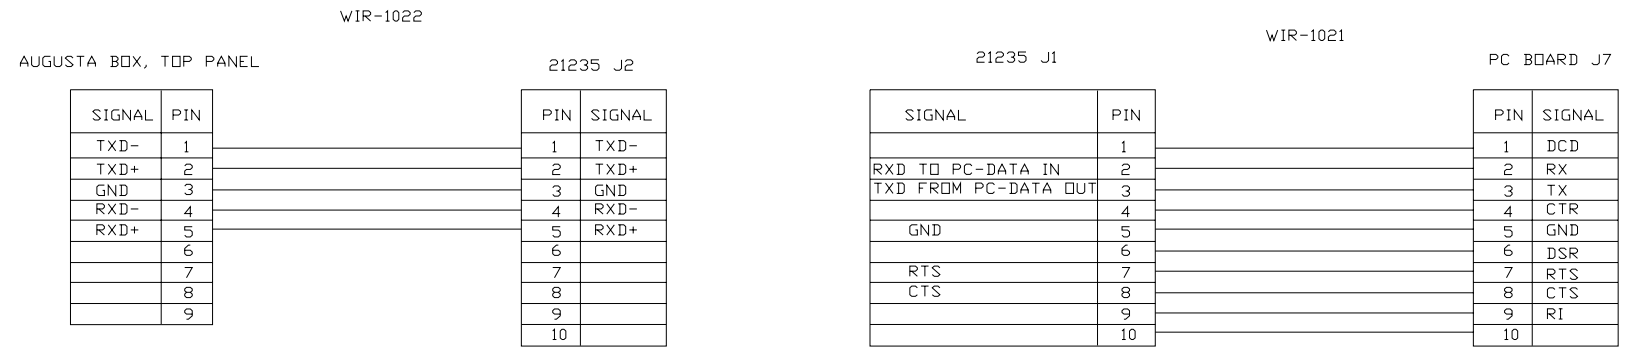 WIR-1022
AUGUSTA BOX, TOP PANEL
21235 J2
SIGNAL PIN PIN SIGNAL
TXD- 1 1 TXD-
TXD+ 2 2 TXD+
GND 3 3 GND
RXD- 4 4 RXD-
RXD+ 5 5 RXD+
6 6
7 7
8 8
9 9
10
WIR-1021
21235 J1
PC BOARD J7
SIGNAL PIN PIN SIGNAL
1 1 DCD
RXD TO PC-DATA IN 2 2 RX
TXD FROM PC-DATA OUT 3 3 TX
4 4 CTR
GND 5 5 GND
6 6 DSR
RTS 7 7 RTS
CTS 8 8 CTS
9 9 RI
10 10